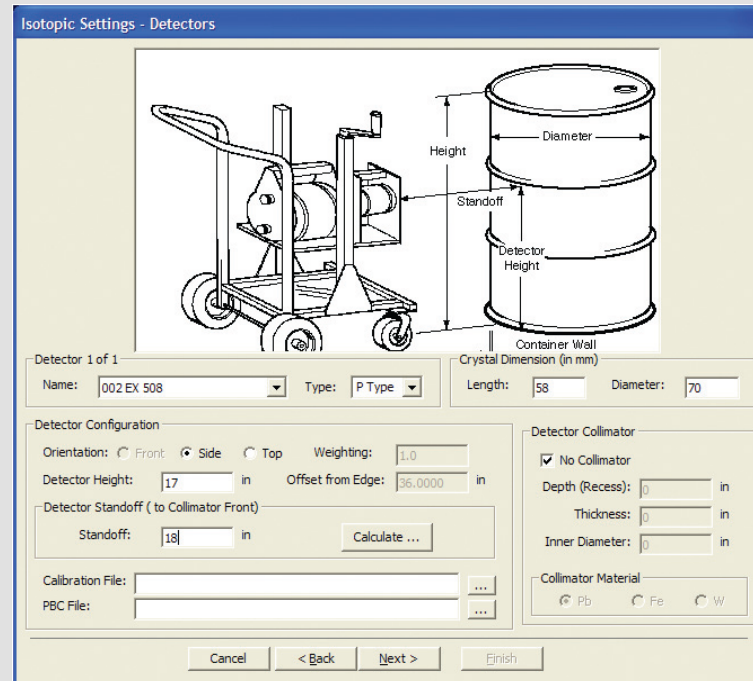 Isotopic Settings - Detectors
Height
Diameter
Standoff
Detector
Height
Container Wall
Detector 1 of 1
Name: 002 EX 508 Type: P Type
Crystal Dimension (in mm)
Length: 58 Diameter: 70
Detector Configuration
Orientation: Front Side Top Weighting: 1.0
Detector Height: 17 in Offset from Edge: 36.0000 in
Detector Standoff ( to Collimator Front)
Standoff: 18 in Calculate ...
Calibration File: ...
PBC File: ...
Detector Collimator
No Collimator
Depth (Recess): 0 in
Thickness: 0 in
Inner Diameter: 0 in
Collimator Material
Pb Fe W
Cancel < Back Next > Finish